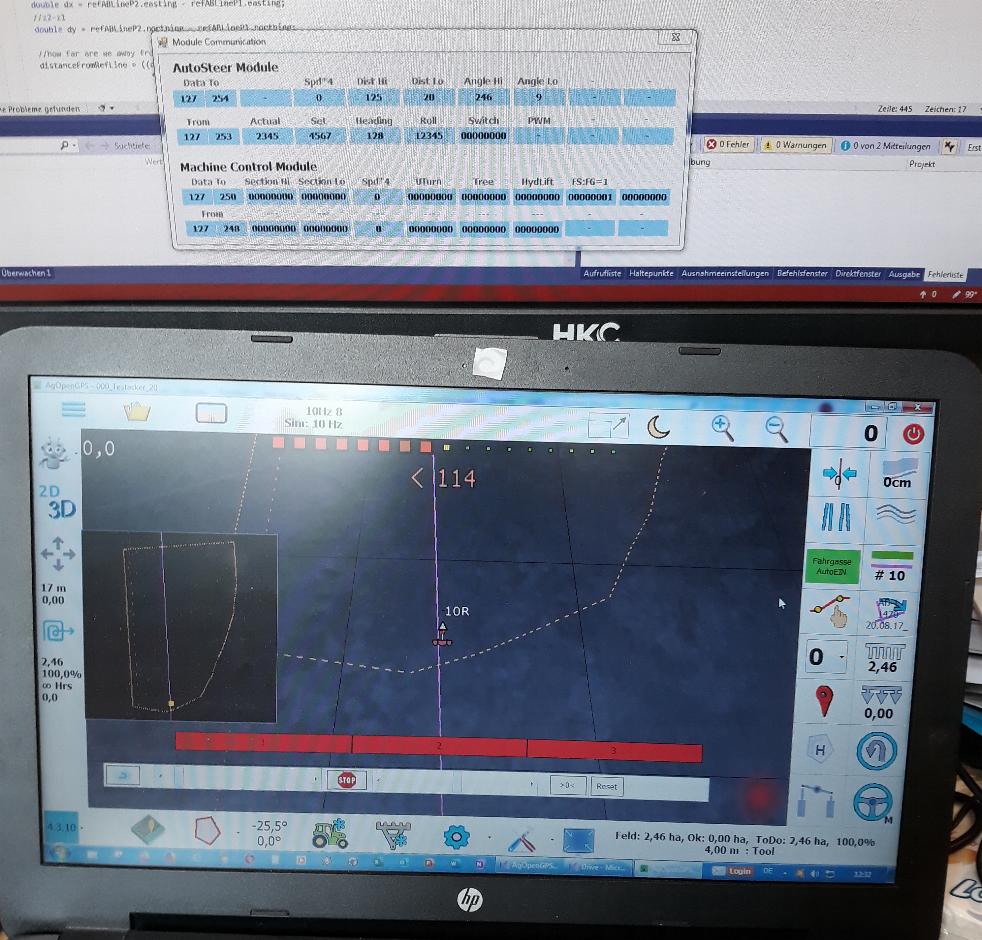 double dx = refABLineP2.easting - refABLineP1.easting;
//z2-z1
double dy = refABLineP2.northing - refABLineP1.northing;
//how far are we away fr
distanceFromRefLine = ((d
Module Communication
AutoSteer Module
Data To Spd*4 Dist Hi Dist Lo Angle Hi Angle Lo - -
127 254 - 0 125 20 246 9 - -
From Actual Set Heading Roll Switch PWM
127 253 2345 4567 128 12345 00000000 - - -
Machine Control Module
Data To Section Hi Section Lo Spd*4 UTurn Tree HydLift FS:FG=1
127 250 00000000 00000000 0 00000000 00000000 00000000 00000001 00000000
From
127 248 00000000 00000000 0 00000000 00000000 00000000 - -
e Probleme gefunden
Zeile: 445 Zeichen: 17
Suchtiefe
0 Fehler 0 Warnungen 0 von 2 Mitteilungen Erst
Wert
bung Projekt
Überwachen 1
Aufrufliste Haltepunkte Ausnahmeeinstellungen Befehlsfenster Direktfenster Ausgabe Fehlerliste
0 99+
HKC
AgOpenGPS - 000_Testacker_20
10Hz 8
Sim: 10 Hz
0
0,0
< 114
0cm
2D
3D
Fahrgasse
AutoEIN
# 10
17 m
0,00
10R
20.08.17_
0
2,46
2,46
100,0%
∞ Hrs
0,0
0,00
H
1 2 3
STOP >0< Reset
M
4.3.10
-25,5°
0,0°
Feld: 2,46 ha, Ok: 0,00 ha, ToDo: 2,46 ha, 100,0%
4,00 m : Tool
AgOpenGPS... Drive - Micr... AgOpenGPS... Login DE 12:32
hp